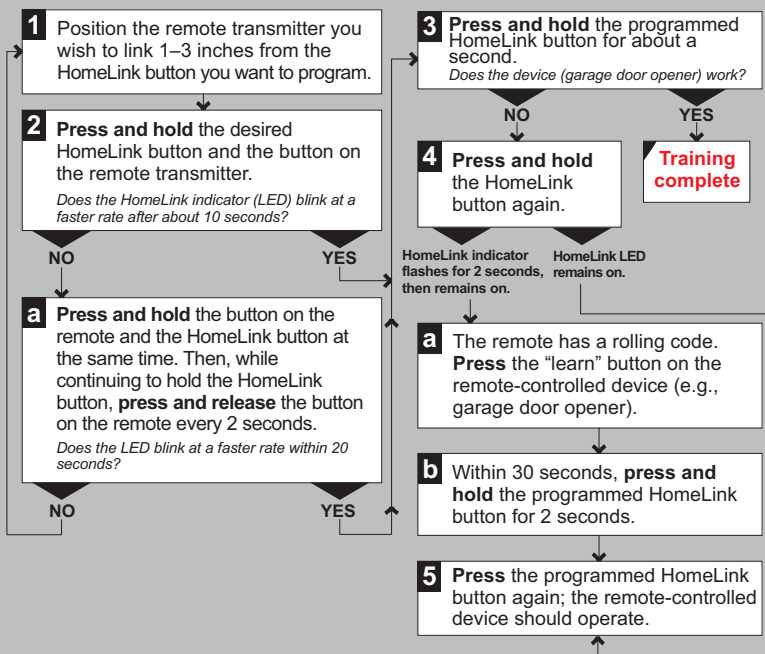 1 Position the remote transmitter you
wish to link 1–3 inches from the
HomeLink button you want to program.
2 Press and hold the desired
HomeLink button and the button on
the remote transmitter.
Does the HomeLink indicator (LED) blink at a
faster rate after about 10 seconds?
NO
YES
a Press and hold the button on the
remote and the HomeLink button at
the same time. Then, while
continuing to hold the HomeLink
button, press and release the button
on the remote every 2 seconds.
Does the LED blink at a faster rate within 20
seconds?
NO
YES
3 Press and hold the programmed
HomeLink button for about a
second.
Does the device (garage door opener) work?
NO
YES
4 Press and hold
the HomeLink
button again.
Training
complete
HomeLink indicator
flashes for 2 seconds,
then remains on.
HomeLink LED
remains on.
a The remote has a rolling code.
Press the “learn” button on the
remote-controlled device (e.g.,
garage door opener).
b Within 30 seconds, press and
hold the programmed HomeLink
button for 2 seconds.
5 Press the programmed HomeLink
button again; the remote-controlled
device should operate.